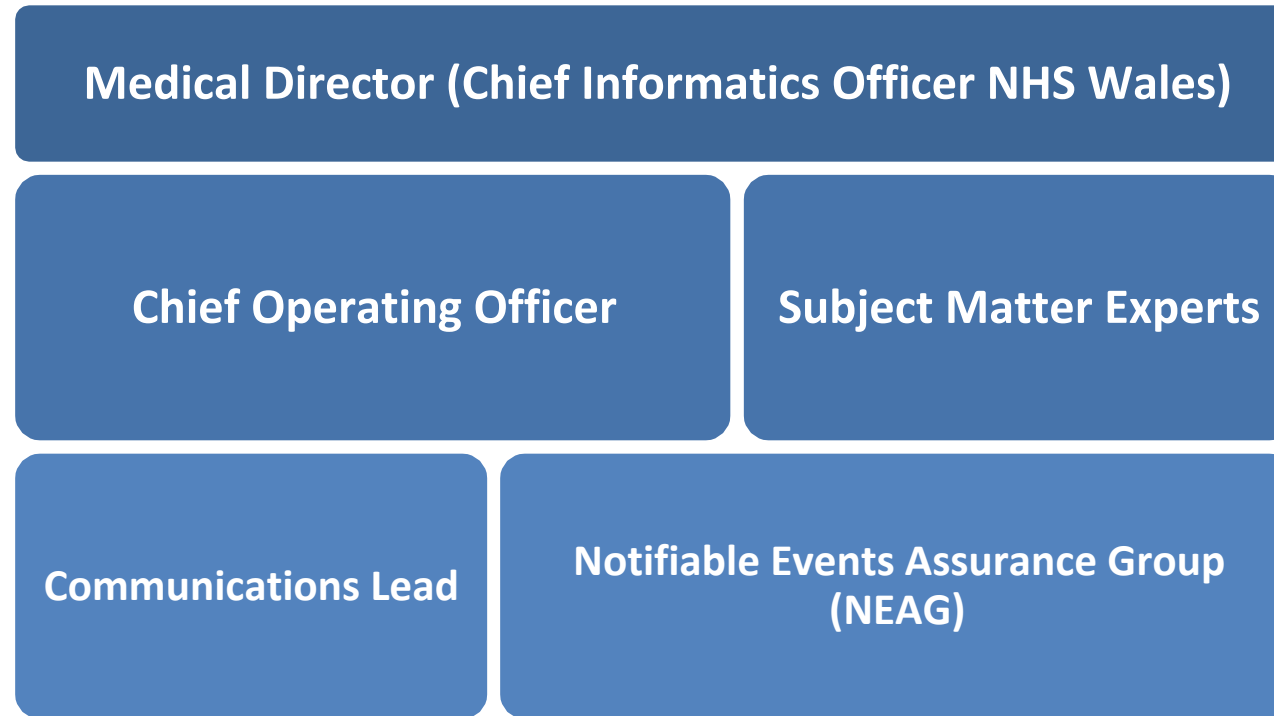 Medical Director (Chief Informatics Officer NHS Wales)
Chief Operating Officer
Subject Matter Experts
Communications Lead
Notifiable Events Assurance Group
(NEAG)